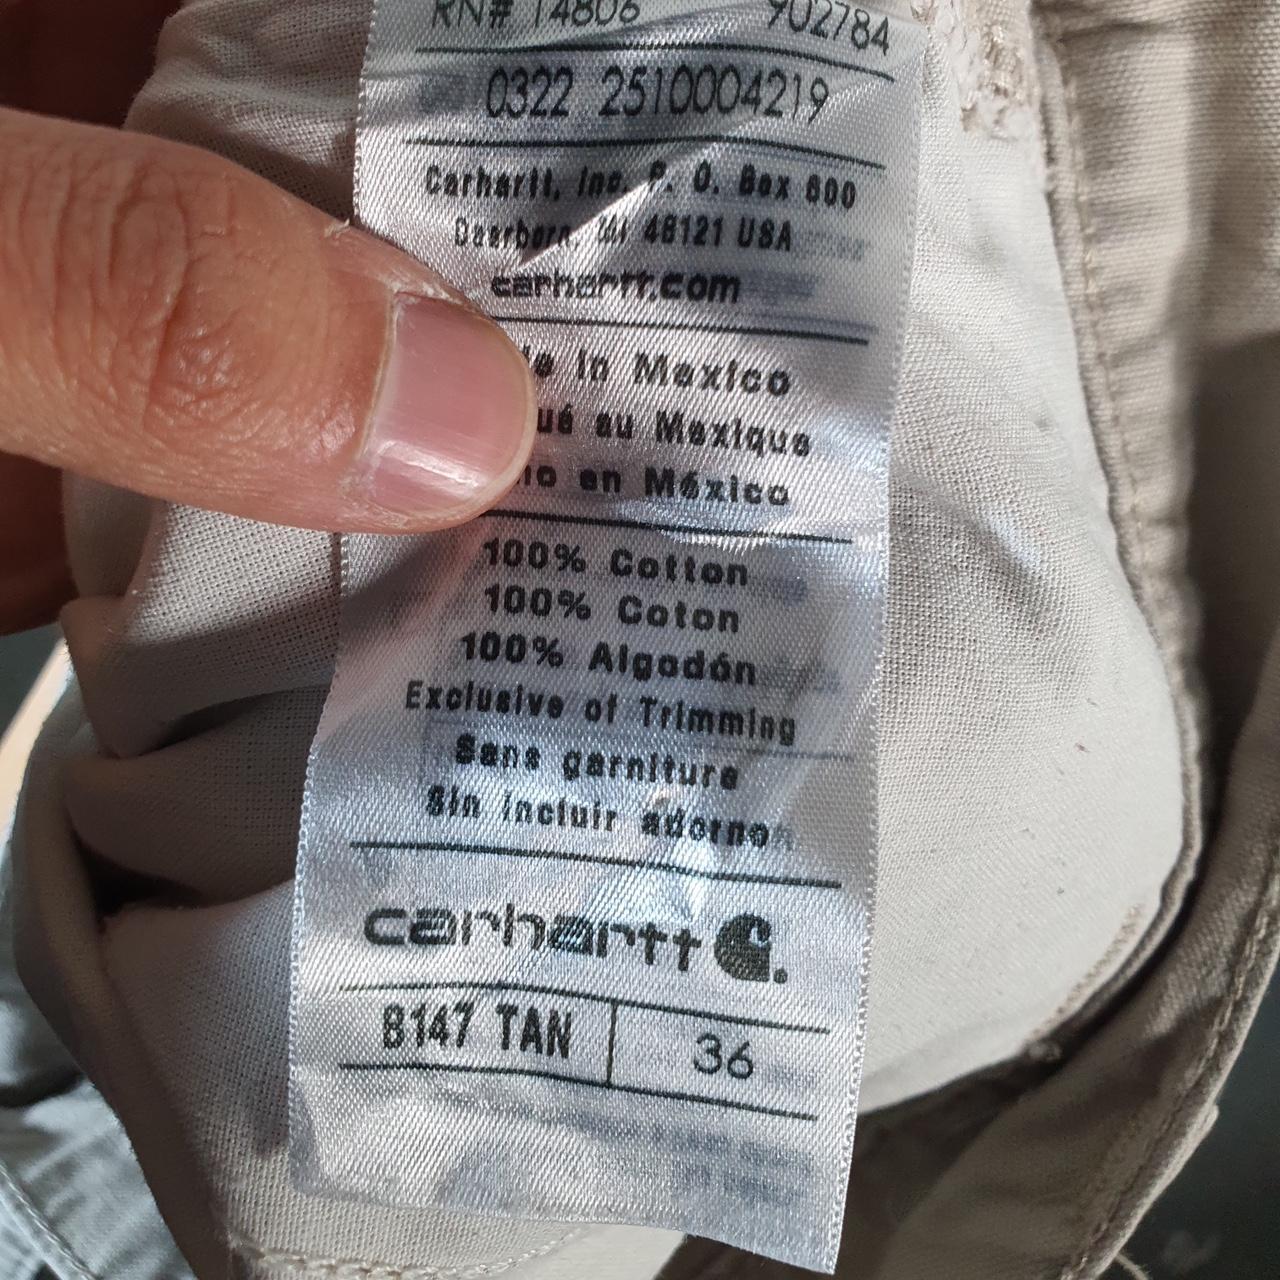 RN# 14806 902784
0322 2510004219
Carhartt, Inc. P. O. Box 600
Dearborn, MI 48121 USA
carhartt.com
in Mexico
au Mexique
en México
100% Cotton
100% Coton
100% Algodón
Exclusive of Trimming
Sans garniture
Sin incluir adorno
carhartt
B147 TAN 36